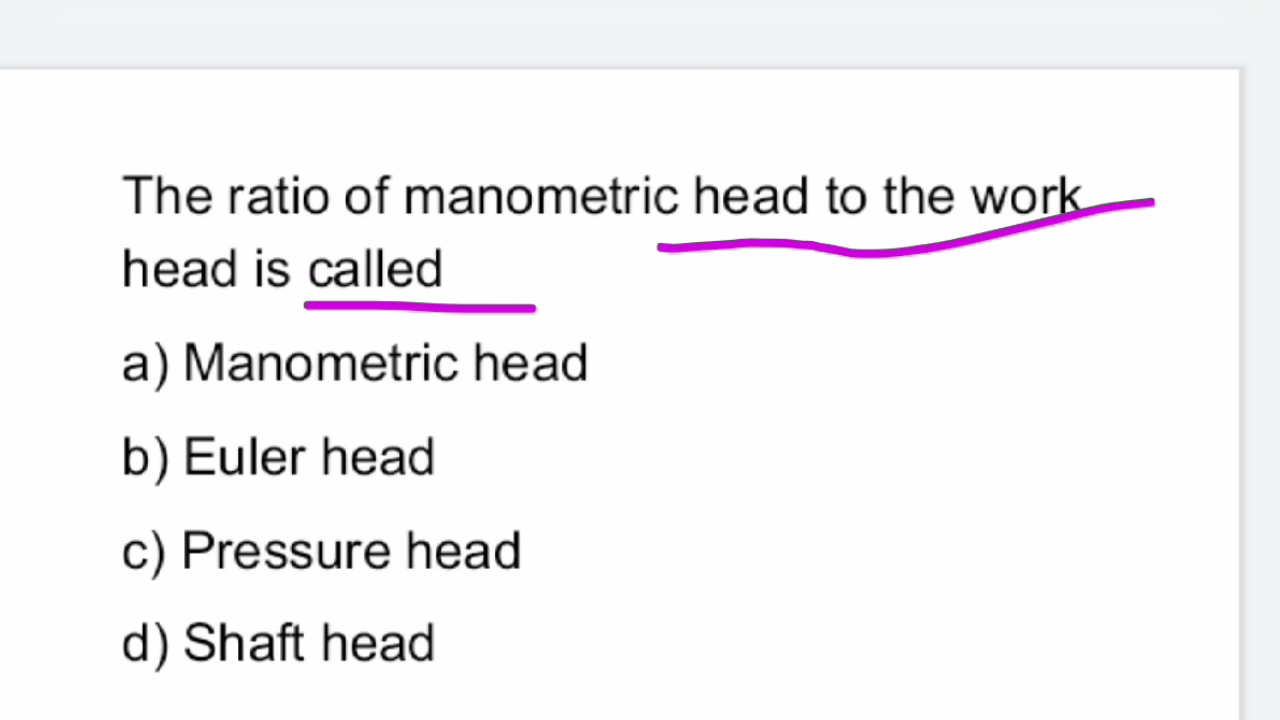 The ratio of manometric head to the work
head is called
a) Manometric head
b) Euler head
c) Pressure head
d) Shaft head